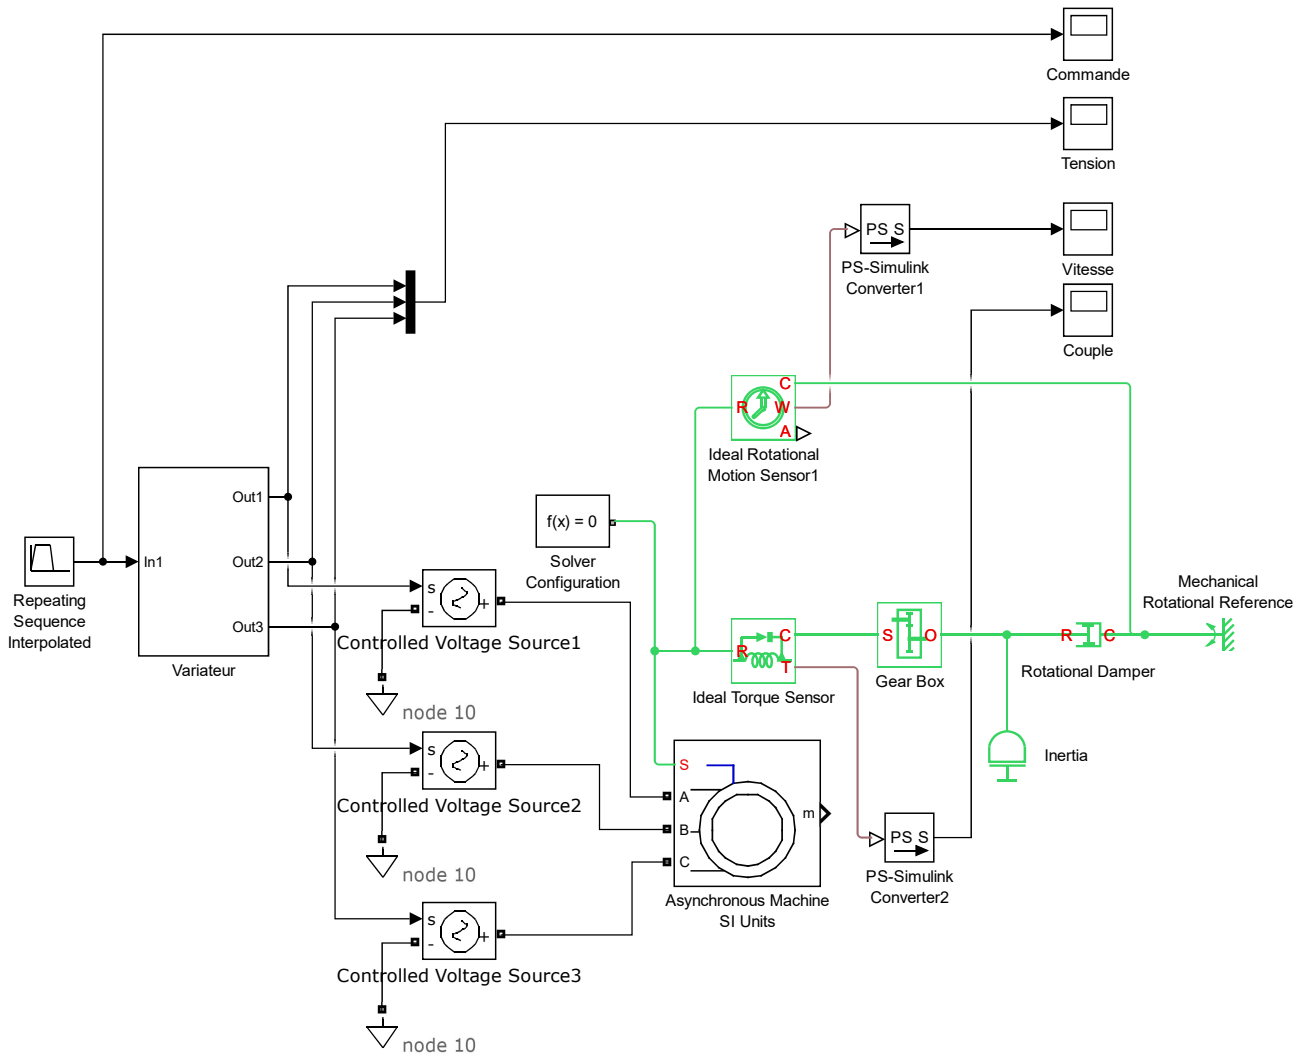 Commande
Tension
PS S
PS-Simulink
Converter1
Vitesse
Couple
C
R
W
A
Ideal Rotational
Motion Sensor1
Out1
In1
Out2
Out3
Variateur
Repeating
Sequence
Interpolated
f(x) = 0
Solver
Configuration
s
-
+
Controlled Voltage Source1
node 10
R
C
T
Ideal Torque Sensor
S
O
Gear Box
R
C
Rotational Damper
Mechanical
Rotational Reference
Inertia
s
-
+
Controlled Voltage Source2
node 10
S
A
B
C
m
Asynchronous Machine
SI Units
PS S
PS-Simulink
Converter2
s
-
+
Controlled Voltage Source3
node 10